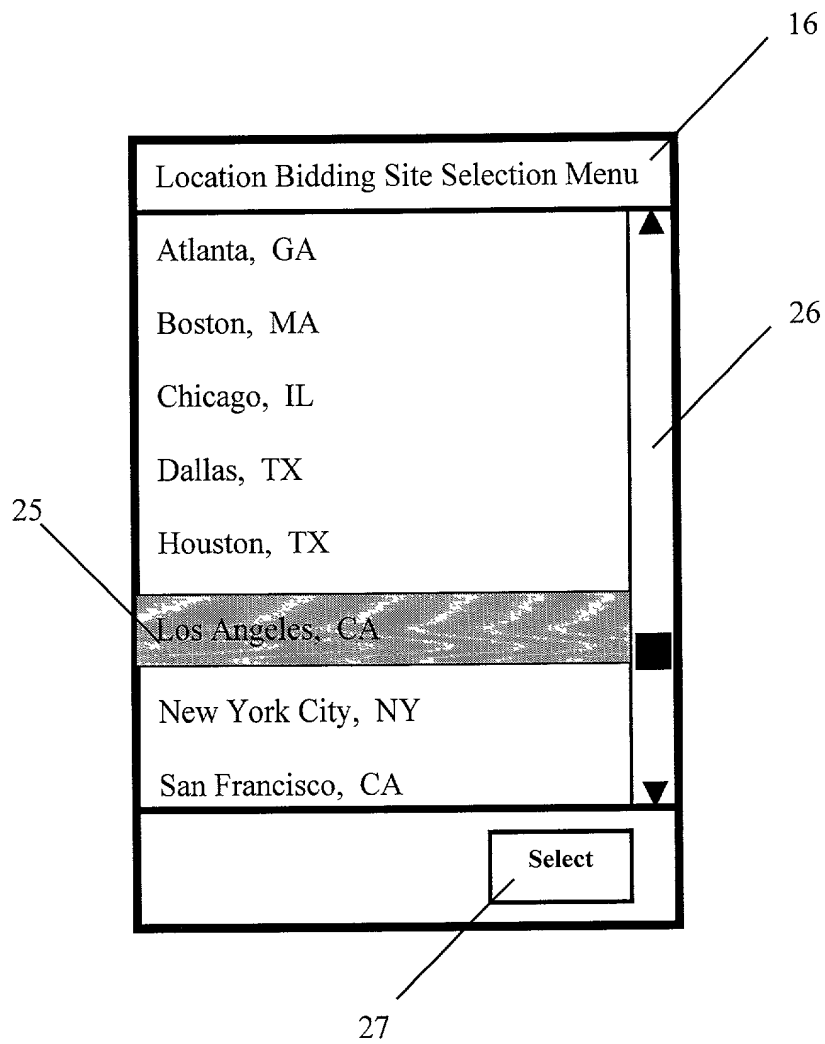 16
Location Bidding Site Selection Menu
Atlanta, GA
Boston, MA
26
Chicago, IL
Dallas, TX
25
Houston, TX
Los Angeles, CA
New York City, NY
San Francisco, CA
Select
27